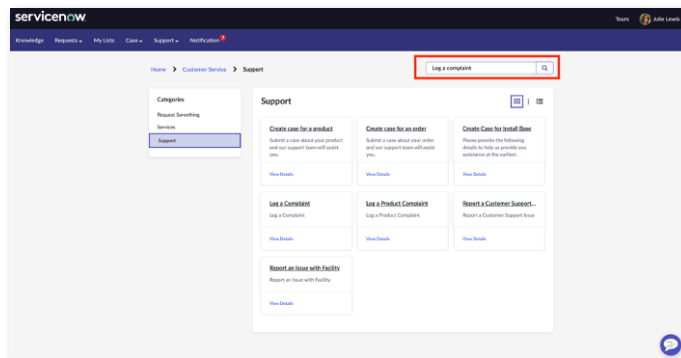 servicenow
Tours Julie Lewis
Knowledge Requests My Lists Case Support Notification
Home > Customer Service > Support
Log a complaint
Categories
Request Something
Services
Support
Support
Create case for a product
Submit a case about your product
and our support team will assist
you.
View Details
Create case for an order
Submit a case about your order
and our support team will assist
you.
View Details
Create Case for Install Base
Please provide the following
details to help us provide you
assistance at the earliest.
View Details
Log a Complaint
Log a Complaint
View Details
Log a Product Complaint
Log a Product Complaint
View Details
Report a Customer Support...
Report a Customer Support Issue
View Details
Report an Issue with Facility
Report an Issue with Facility
View Details